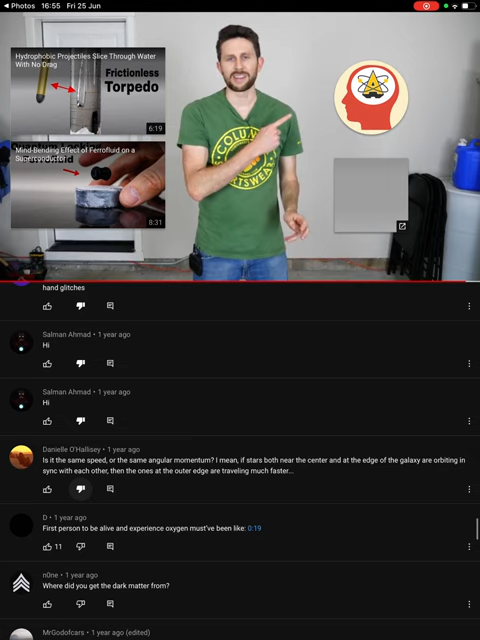 Photos 16:55 Fri 25 Jun
Hydrophobic Projectiles Slice Through Water
With No Drag
Frictionless
Torpedo
6:19
Mind-Bending Effect of Ferrofluid on a
Superconductor
8:31
COLUMBIA
SPORTSWEAR
hand glitches
Salman Ahmad • 1 year ago
Hi
Salman Ahmad • 1 year ago
Hi
Danielle O'Hallisey • 1 year ago
Is it the same speed, or the same angular momentum? I mean, if stars both near the center and at the edge of the galaxy are orbiting in
sync with each other, then the ones at the outer edge are traveling much faster...
D • 1 year ago
First person to be alive and experience oxygen must've been like: 0:19
11
n0ne • 1 year ago
Where did you get the dark matter from?
MrGodofcars • 1 year ago (edited)